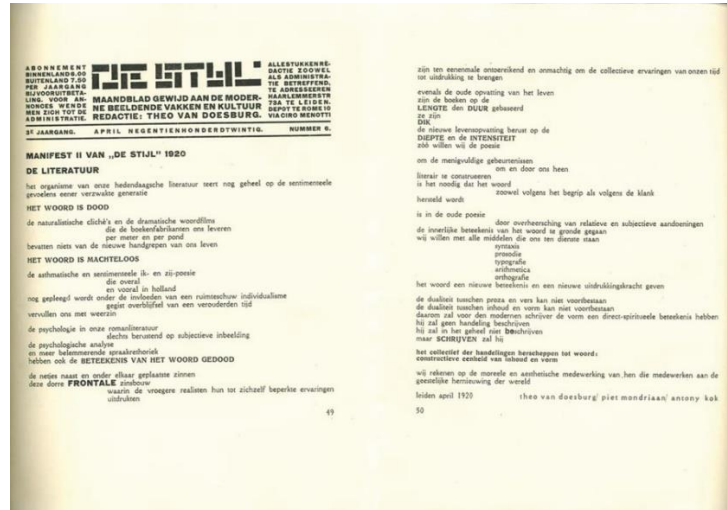 ABONNEMENT
BINNENLAND 6.00
BUITENLAND 7.50
PER JAARGANG
BIJ VOORUITBETA-
LING. VOOR AN-
NONCES WENDE
MEN ZICH TOT DE
ADMINISTRATIE.
DE STIJL
MAANDBLAD GEWIJD AAN DE MODER-
NE BEELDENDE VAKKEN EN KULTUUR
REDACTIE: THEO VAN DOESBURG.
ALLE STUKKEN RE-
DACTIE ZOOWEL
ALS ADMINISTRA-
TIE BETREFFEND,
TE ADRESSEEREN
HAARLEMMERSTR
73A TE LEIDEN.
DEPOT TE ROME 10
VIA CIRO MENOTTI
3E JAARGANG. APRIL NEGENTIENHONDERDTWINTIG. NUMMER 6.
MANIFEST II VAN „DE STIJL" 1920
DE LITERATUUR
het organisme van onze hedendaagsche literatuur teert nog geheel op de sentimenteele
gevoelens eener verzwakte generatie
HET WOORD IS DOOD
de naturalistische cliché's en de dramatische woordfilms
die de boekenfabrikanten ons leveren
per meter en per pond
bevatten niets van de nieuwe handgrepen van ons leven
HET WOORD IS MACHTELOOS
de asthmatische en sentimenteele ik- en zij-poesie
die overal
en vooral in holland
nog gepleegd wordt onder de invloeden van een ruimteschuw individualisme
gegist overblijfsel van een verouderden tijd
vervullen ons met weerzin
de psychologie in onze romanliteratuur
slechts berustend op subjectieve inbeelding
de psychologische analyse
en meer belemmerende spraakrethoriek
hebben ook de BETEEKENIS VAN HET WOORD GEDOOD
de netjes naast en onder elkaar geplaatste zinnen
deze dorre FRONTALE zinsbouw
waarin de vroegere realisten hun tot zichzelf beperkte ervaringen
uitdrukten
49
zijn ten eenenmale ontoereikend en onmachtig om de collectieve ervaringen van onzen tijd
tot uitdrukking te brengen
evenals de oude opvatting van het leven
zijn de boeken op de
LENGTE den DUUR gebaseerd
ze zijn
DIK
de nieuwe levensopvatting berust op de
DIEPTE en de INTENSITEIT
zóó willen wij de poesie
om de menigvuldige gebeurtenissen
om en door ons heen
literair te construeeren
is het noodig dat het woord
zoowel volgens het begrip als volgens de klank
hersteld wordt
is in de oude poesie
door overheersching van relatieve en subjectieve aandoeningen
de innerlijke beteekenis van het woord te gronde gegaan
wij willen met alle middelen die ons ten dienste staan
syntaxis
prosodie
typografie
arithmetica
orthografie
het woord een nieuwe beteekenis en een nieuwe uitdrukkingskracht geven
de dualiteit tusschen proza en vers kan niet voortbestaan
de dualiteit tusschen inhoud en vorm kan niet voortbestaan
daarom zal voor den modernen schrijver de vorm een direct-spiritueele beteekenis hebben
hij zal geen handeling beschrijven
hij zal in het geheel niet beschrijven
maar SCHRIJVEN zal hij
het collectief der handelingen herscheppen tot woord:
constructieve eenheid van inhoud en vorm
wij rekenen op de moreele en aesthetische medewerking van hen die medewerken aan de
geestelijke hernieuwing der wereld
leiden april 1920 theo van doesburg/ piet mondriaan/ antony kok
50